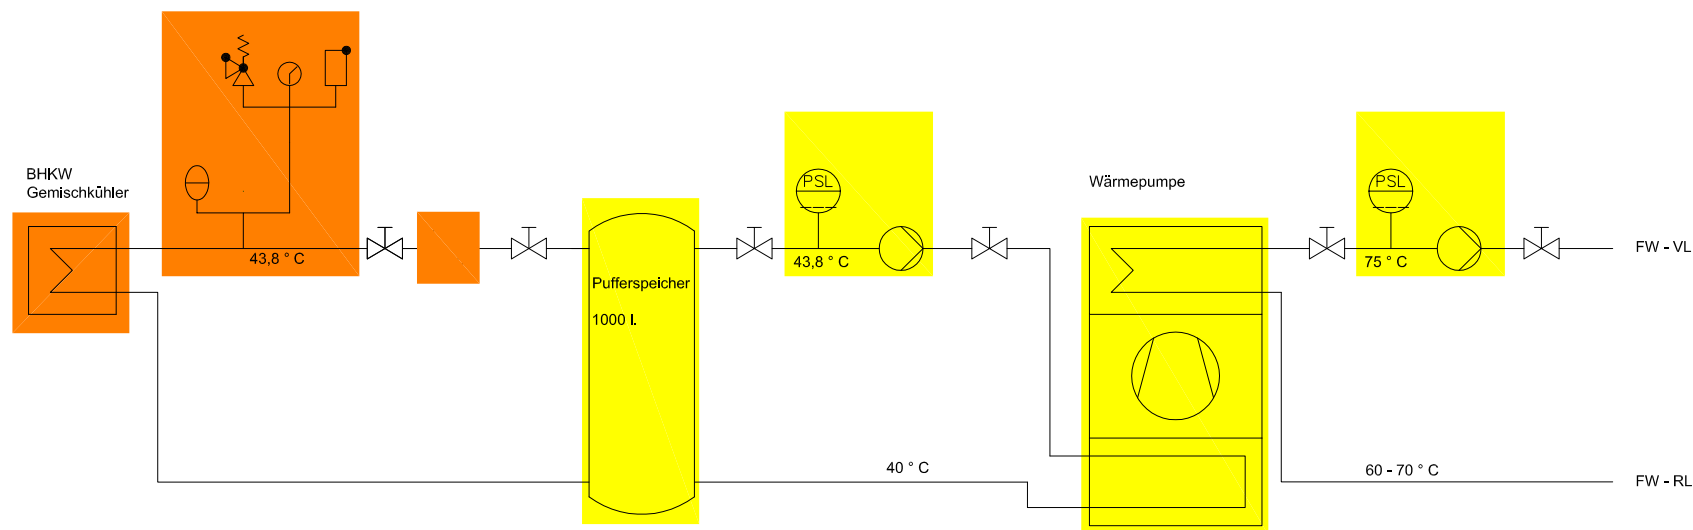 BHKW
Gemischkühler
43,8 ° C
Pufferspeicher
1000 l.
PSL
43,8 ° C
40 ° C
Wärmepumpe
PSL
75 ° C
60 - 70 ° C
FW - VL
FW - RL